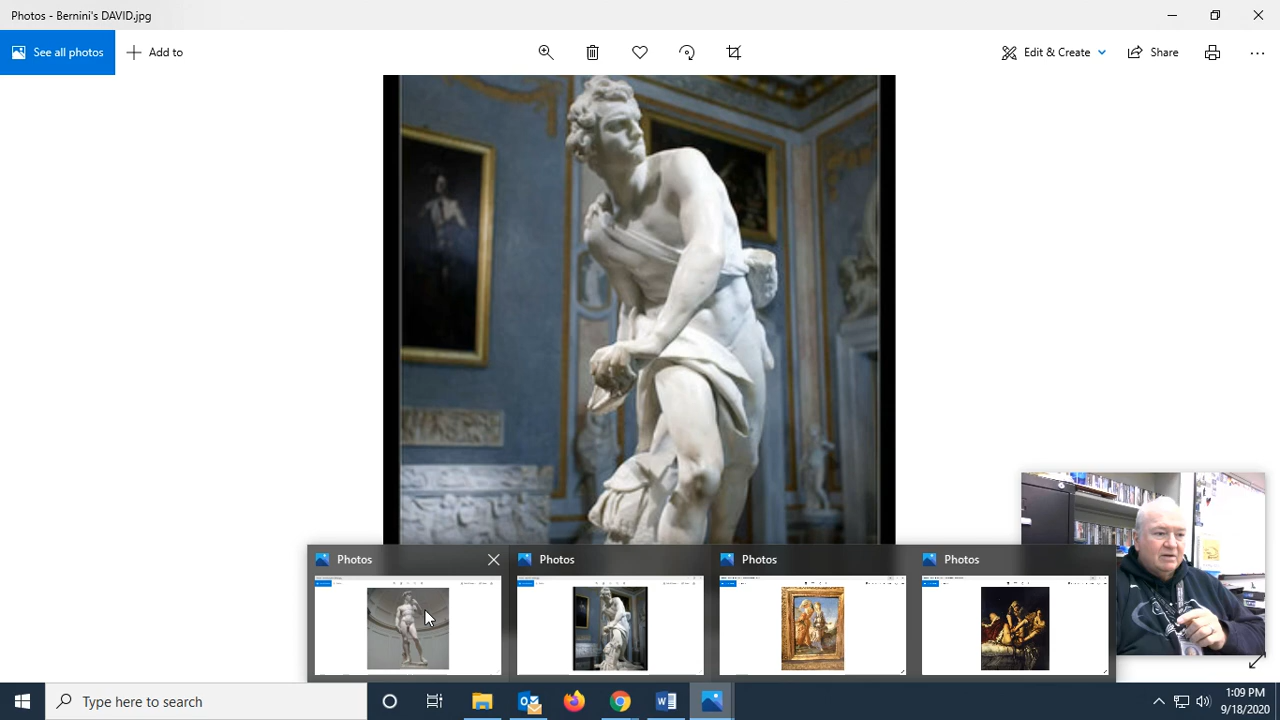 Photos - Bernini's DAVID.jpg
See all photos
Add to
Edit & Create
Share
Photos
Photos
Photos
Photos
Type here to search
1:09 PM
9/18/2020